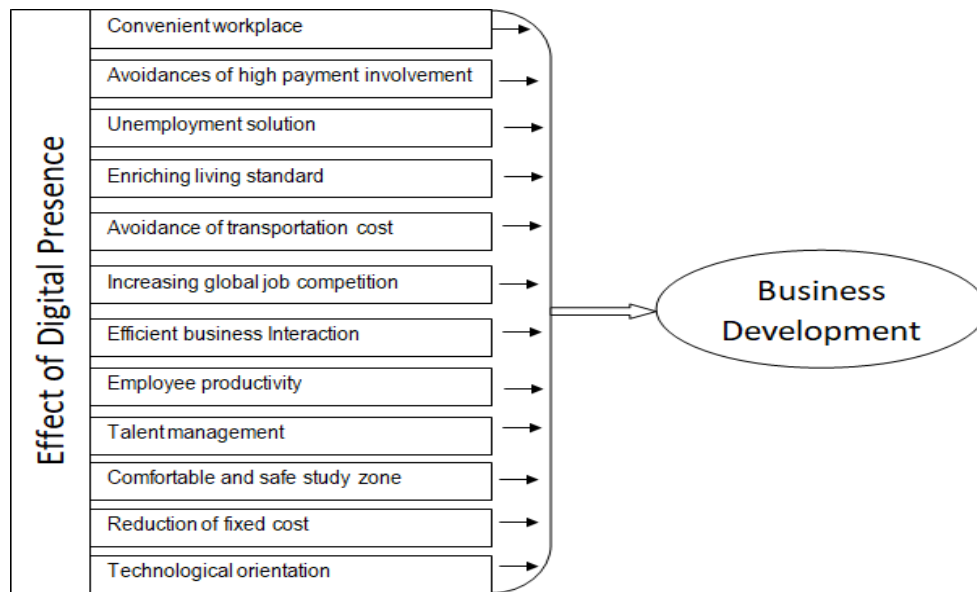 Effect of Digital Presence
Convenient workplace
Avoidances of high payment involvement
Unemployment solution
Enriching living standard
Avoidance of transportation cost
Increasing global job competition
Efficient business Interaction
Employee productivity
Talent management
Comfortable and safe study zone
Reduction of fixed cost
Technological orientation
Business
Development